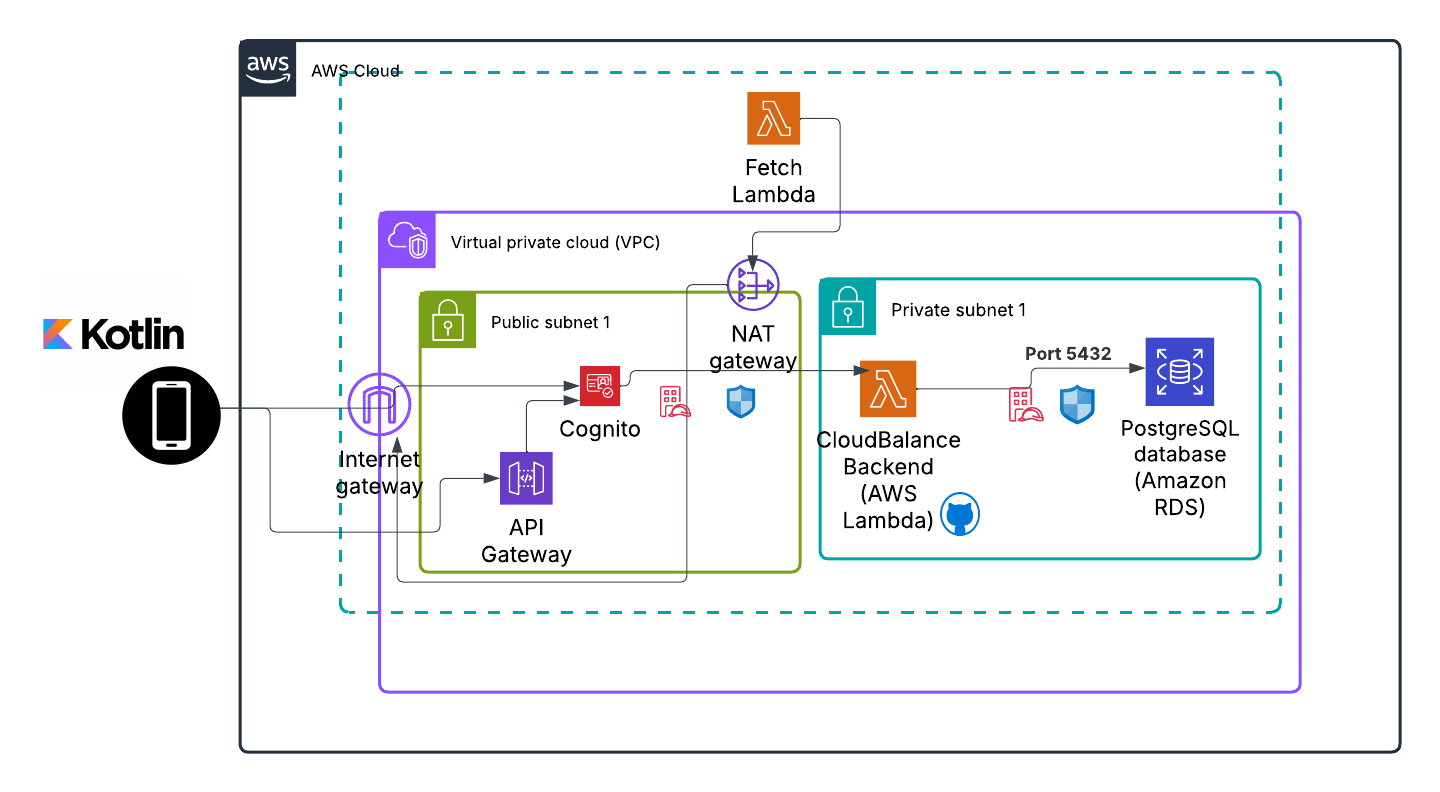 aws
AWS Cloud
Fetch
Lambda
Virtual private cloud (VPC)
Public subnet 1
Private subnet 1
Kotlin
NAT
gateway
Port 5432
Cognito
Internet
gateway
CloudBalance
Backend
(AWS
Lambda)
PostgreSQL
database
(Amazon
RDS)
API
Gateway